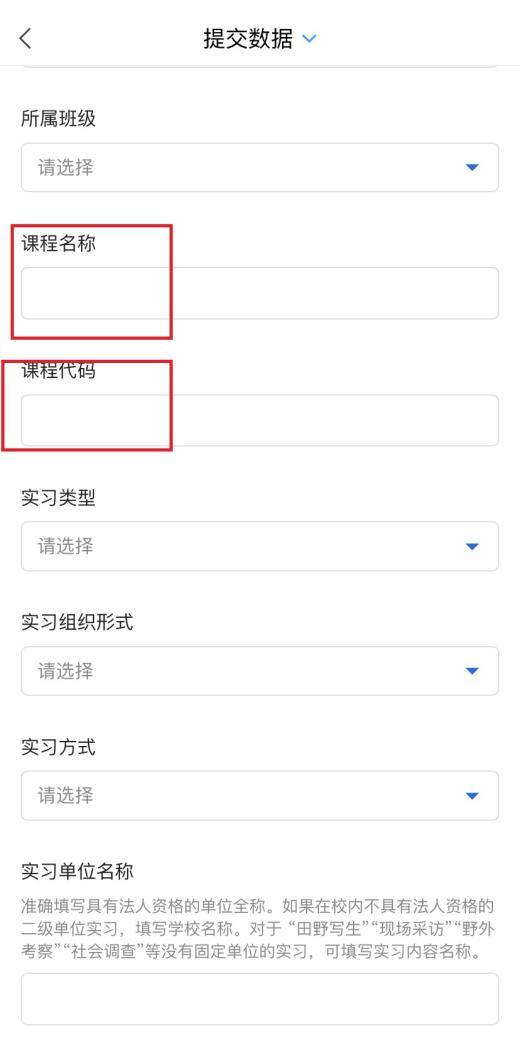 提交数据
所属班级
请选择
课程名称
课程代码
实习类型
请选择
实习组织形式
请选择
实习方式
请选择
实习单位名称
准确填写具有法人资格的单位全称。如果在校内不具有法人资格的
二级单位实习，填写学校名称。对于 “田野写生”“现场采访”“野外
考察”“社会调查”等没有固定单位的实习，可填写实习内容名称。